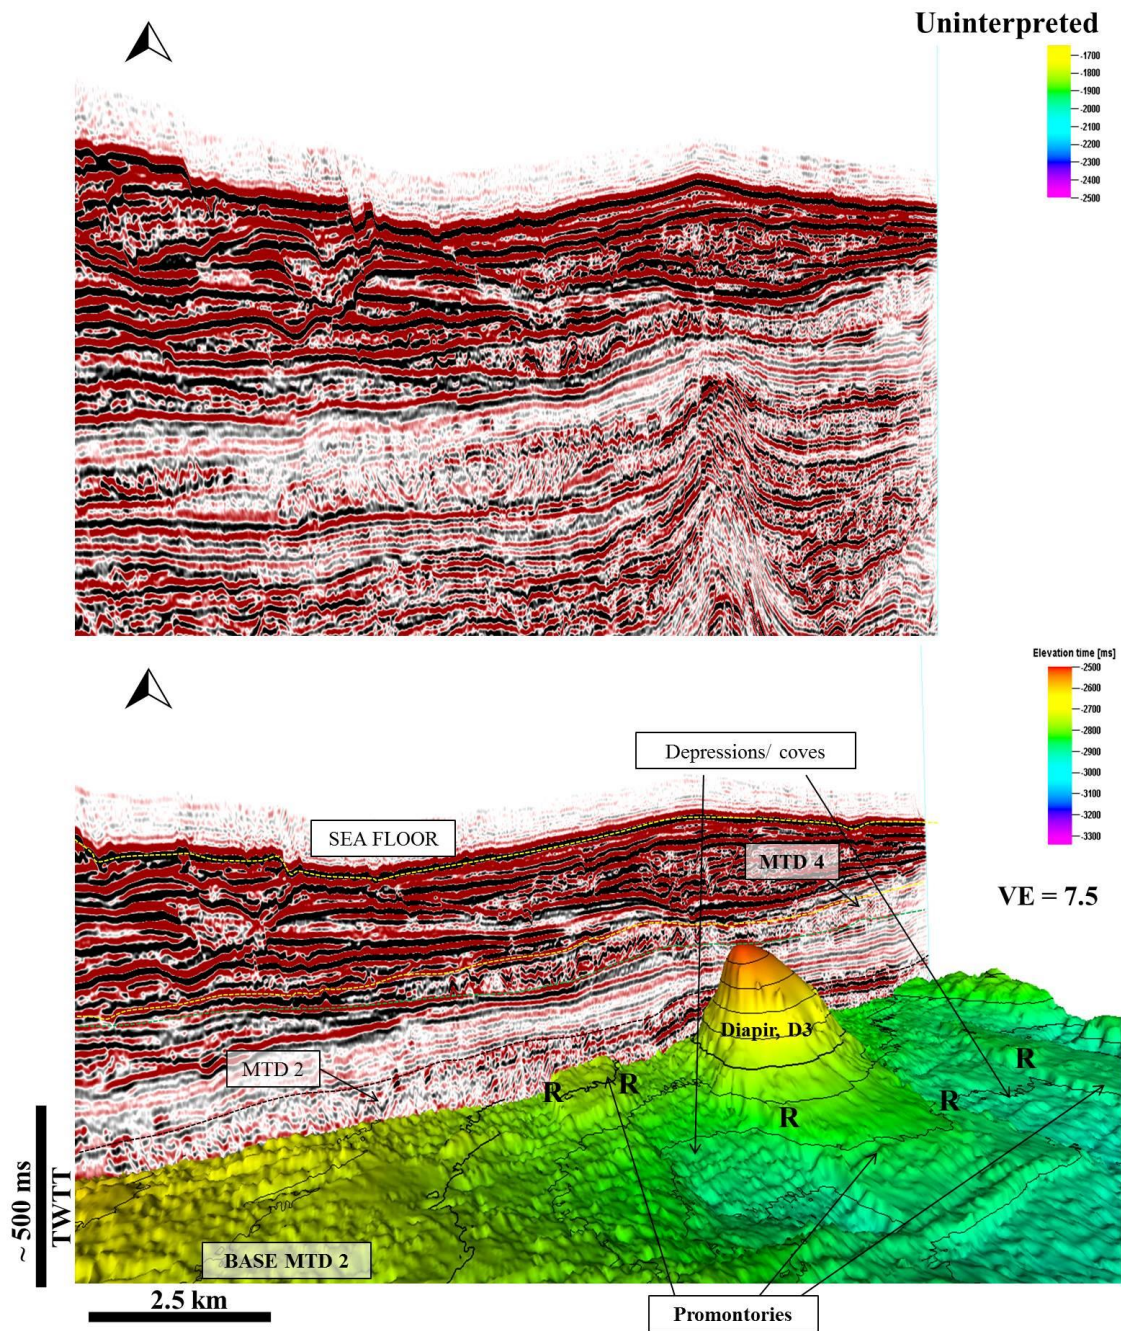 Uninterpreted
-1700
-1800
-1900
-2000
-2100
-2200
-2300
-2400
-2500
Elevation time [ms]
-2500
-2600
-2700
-2800
-2900
-3000
-3100
-3200
-3300
Depressions/ coves
SEA FLOOR
MTD 4
VE = 7.5
Diapir, D3
MTD 2
R
R
R
R
R
~ 500 ms
TWTT
BASE MTD 2
2.5 km
Promontories